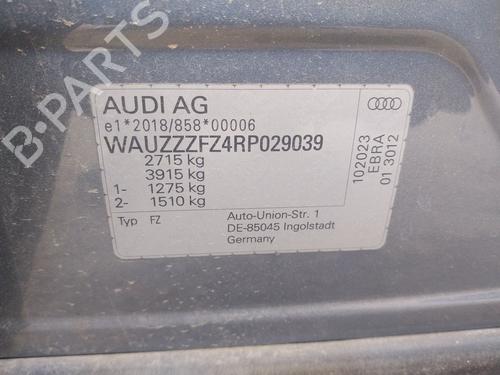 B-PARTS
AUDI AG
e1*2018/858*00006
WAUZZZFZ4RP029039
2715 kg
3915 kg
1- 1275 kg
2- 1510 kg
Typ FZ
Auto-Union-Str. 1
DE-85045 Ingolstadt
Germany
102023
EBRA
01 3012